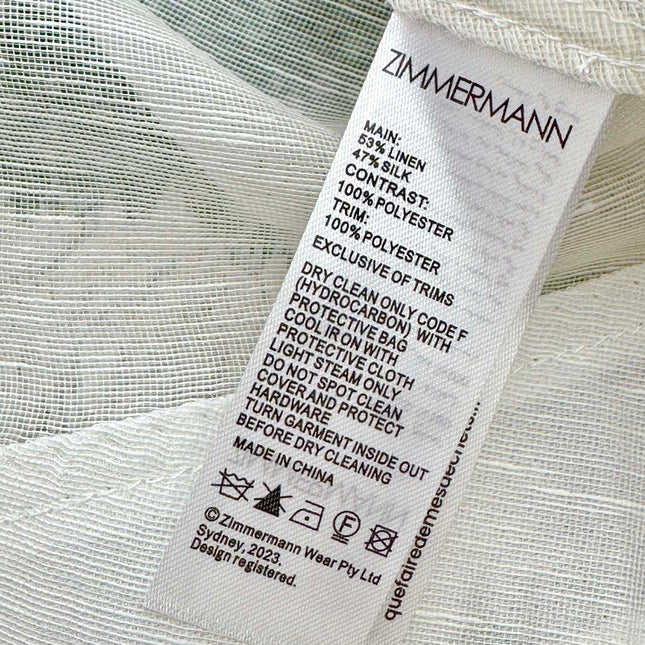 ZIMMERMANN
MAIN:
53% LINEN
47% SILK
CONTRAST:
100% POLYESTER
TRIM:
100% POLYESTER
EXCLUSIVE OF TRIMS
DRY CLEAN ONLY CODE F
(HYDROCARBON) WITH
PROTECTIVE BAG
COOL IRON WITH
PROTECTIVE CLOTH
LIGHT STEAM ONLY
DO NOT SPOT CLEAN
COVER AND PROTECT
HARDWARE
TURN GARMENT INSIDE OUT
BEFORE DRY CLEANING
MADE IN CHINA
F
©Zimmermann Wear Pty Ltd
Sydney, 2023.
Design registered.
quefairedemesdechets